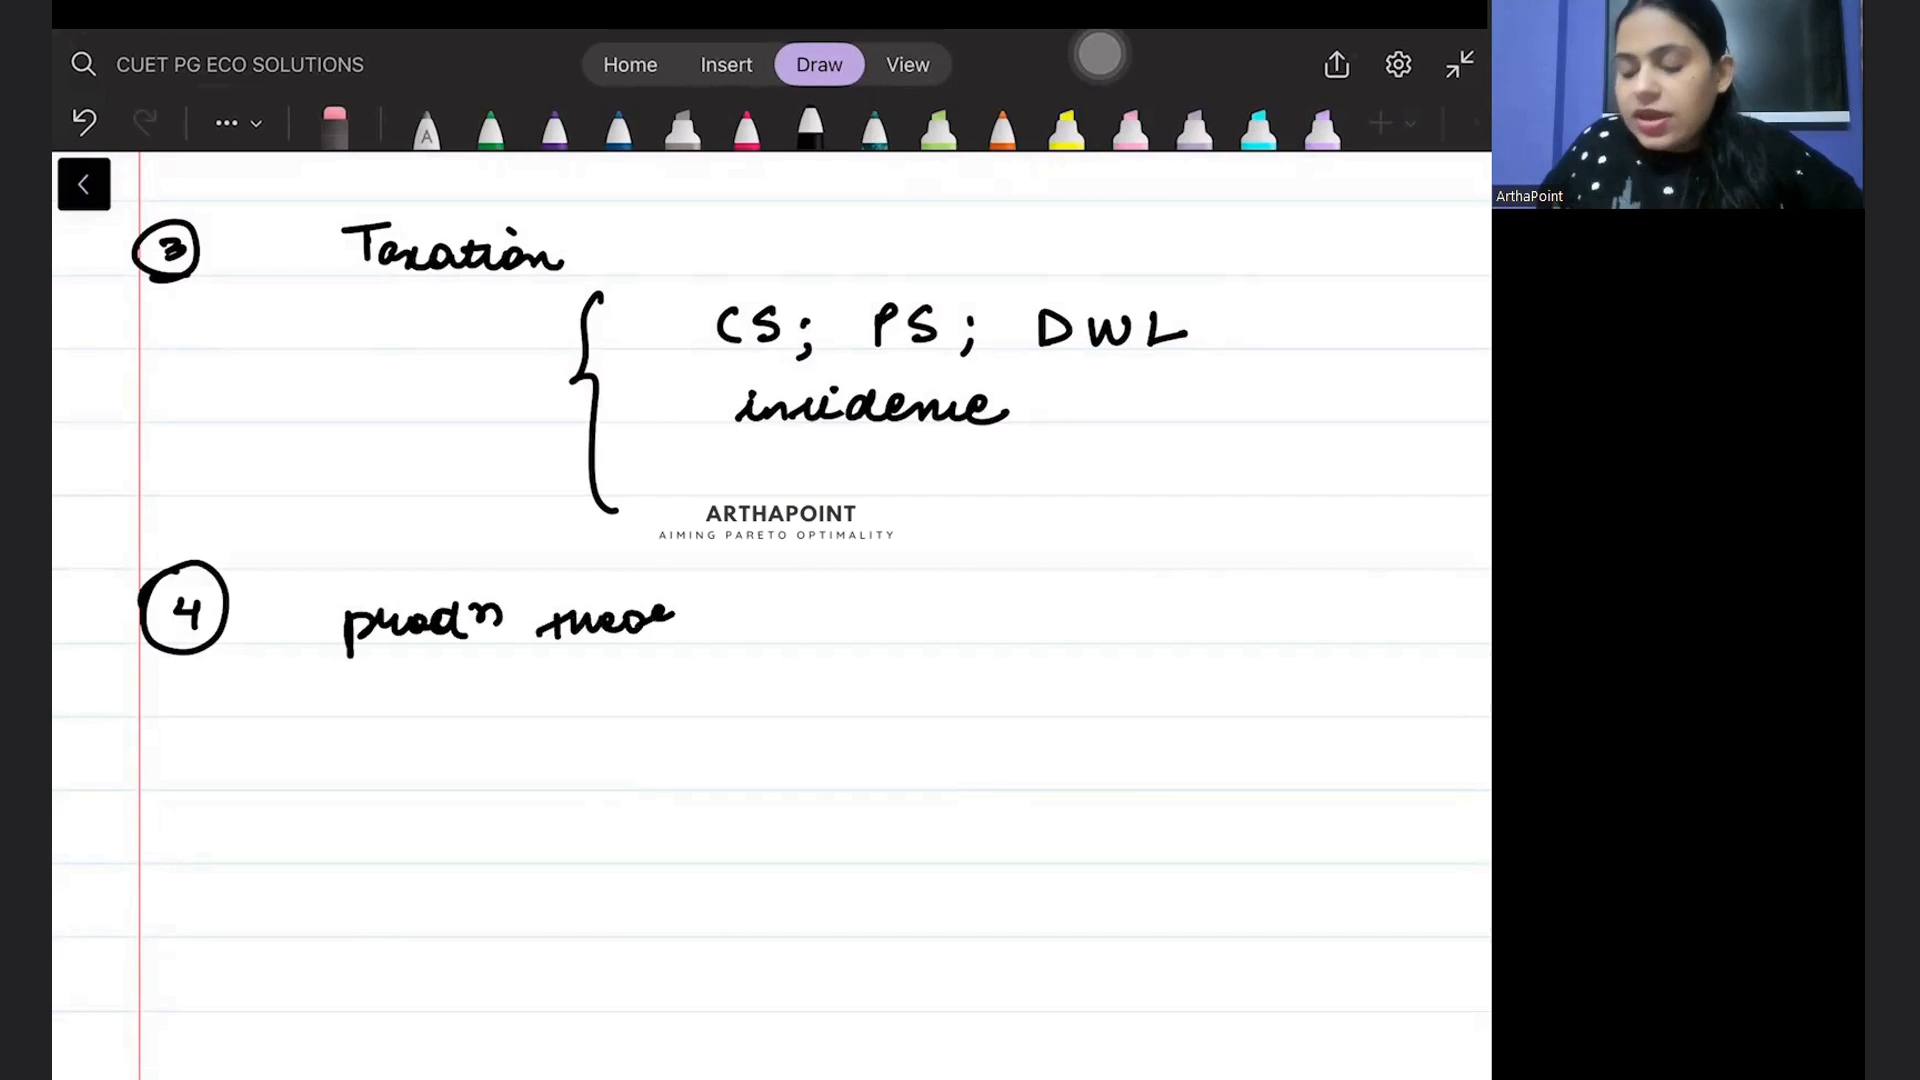 CUET PG ECO SOLUTIONS
Home Insert Draw View
A
ArthaPoint
3 Taxation
CS; PS; DWL
incidence
ARTHAPOINT
AIMING PARETO OPTIMALITY
4 prodn theor